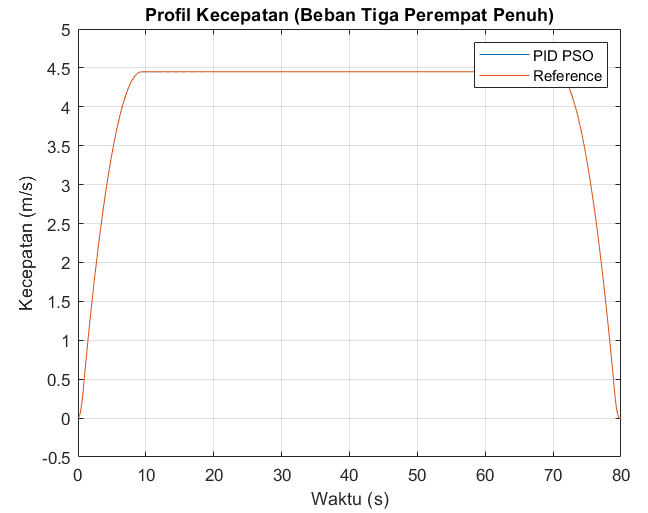 Profil Kecepatan (Beban Tiga Perempat Penuh)
5
4.5
4
3.5
3
2.5
2
1.5
1
0.5
0
-0.5
Kecepatan (m/s)
PID PSO
Reference
0 10 20 30 40 50 60 70 80
Waktu (s)